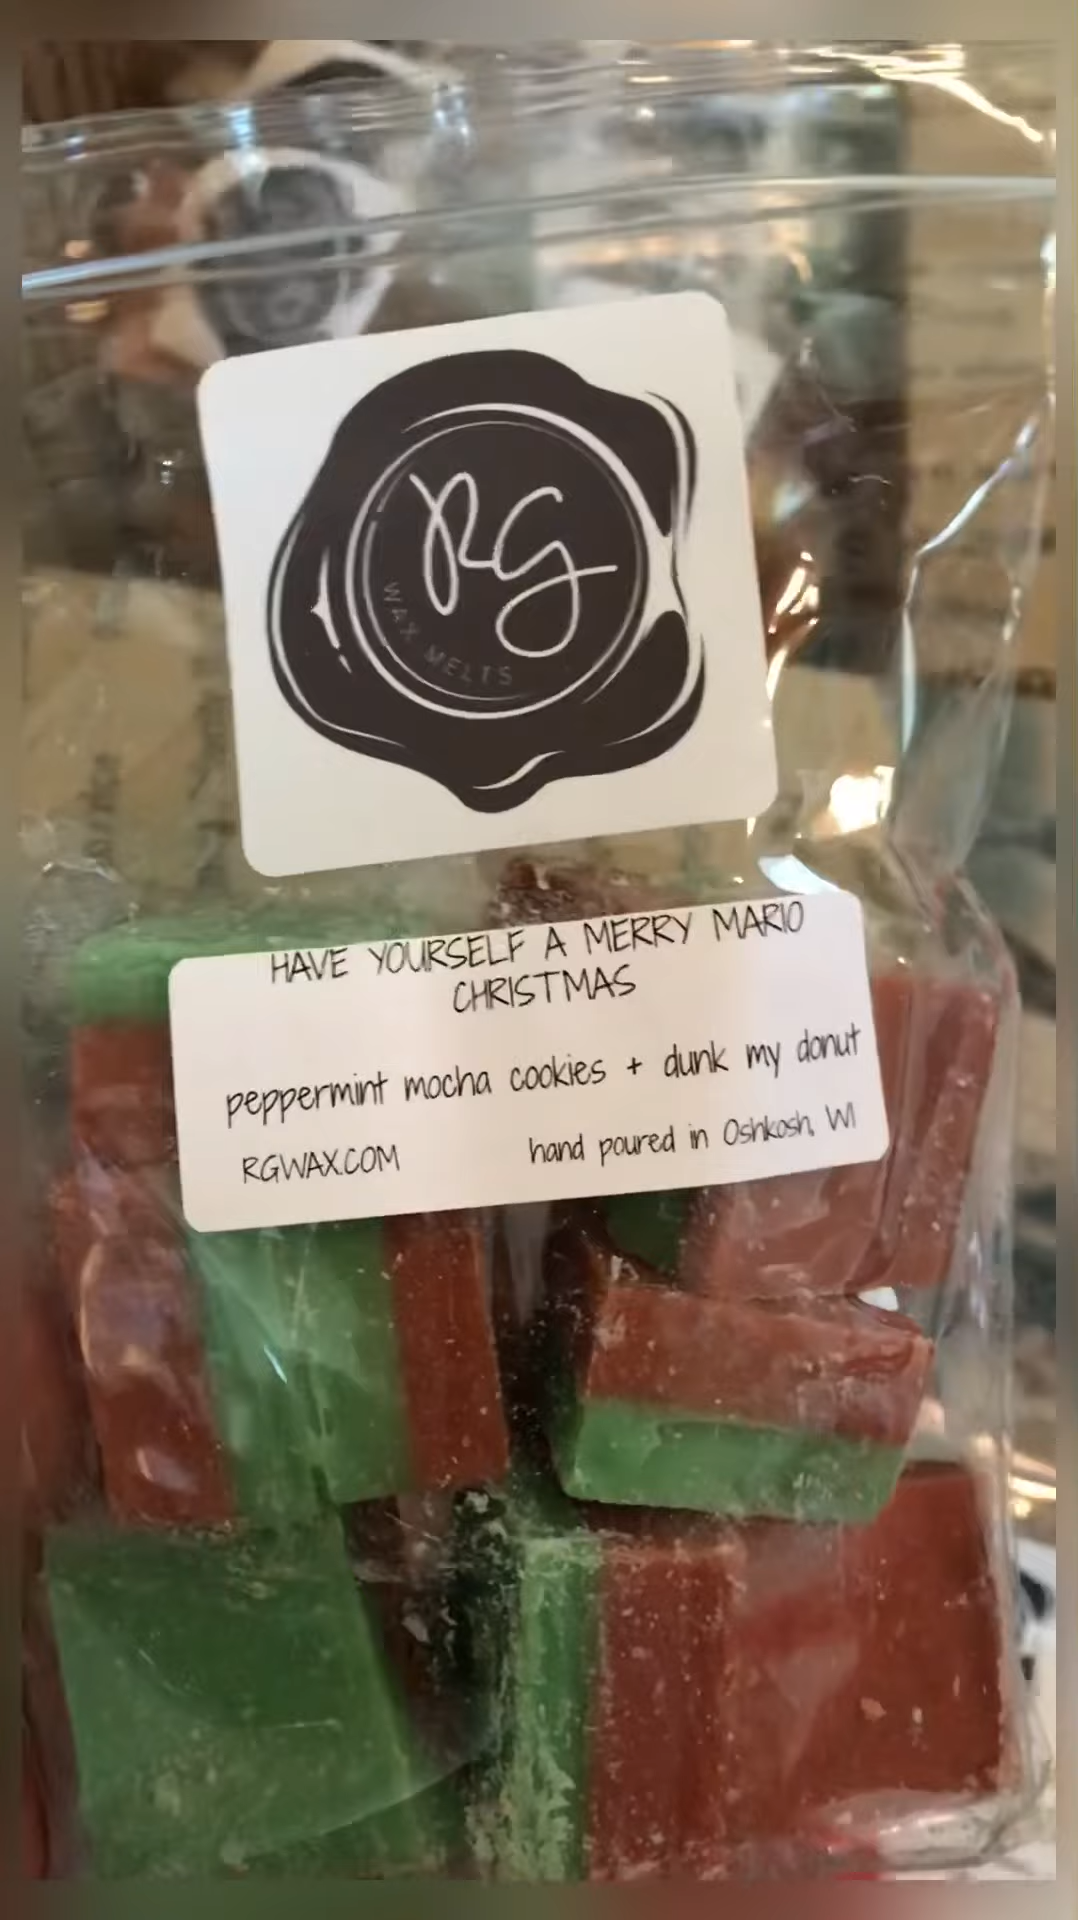 RG
WAX MELTS
HAVE YOURSELF A MERRY MARIO
CHRISTMAS
peppermint mocha cookies + dunk my donut
RGWAX.COM hand poured in Oshkosh, WI